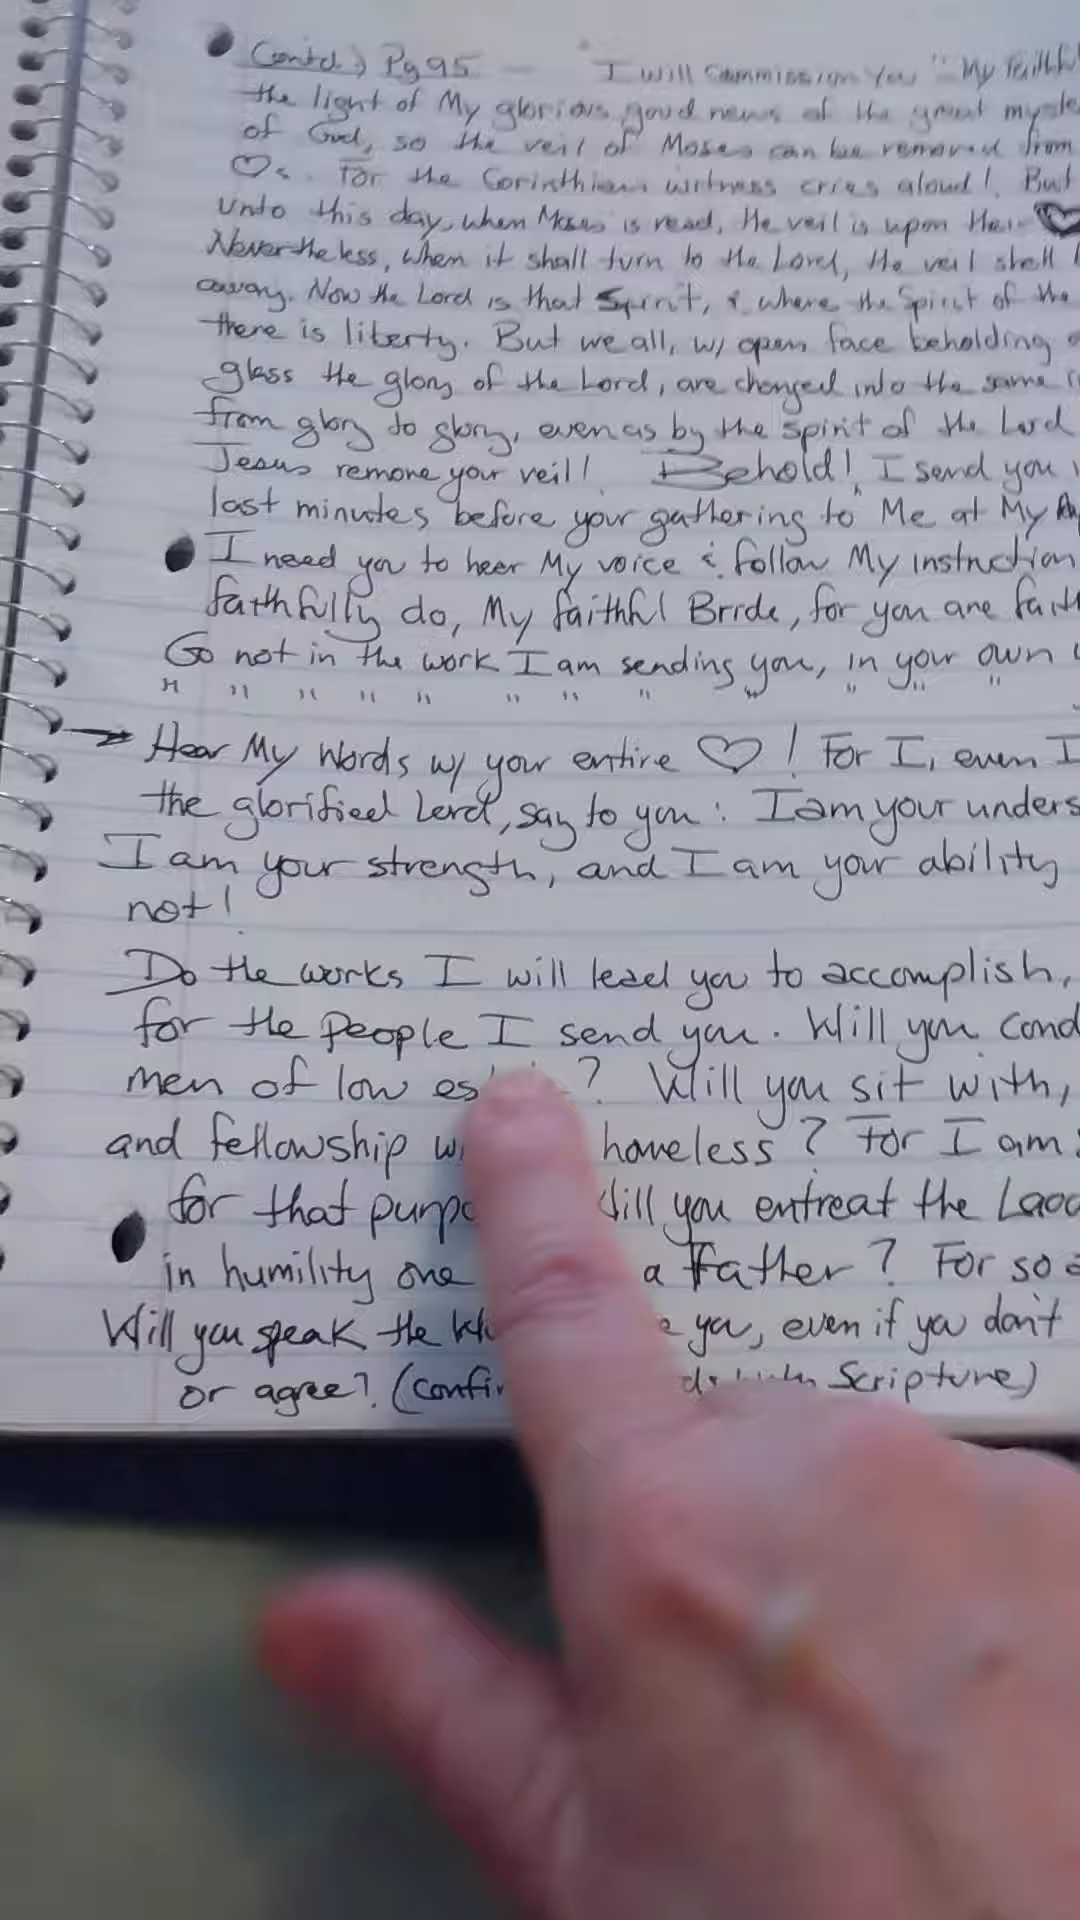 Contd.) Pg 95 — I will Commission You "My Faithf
the light of My glorious good news of the great myste
of God, so the veil of Moses can be removed from
♡s. For the Corinthians witness cries aloud! But
unto this day, when Moses is read, the veil is upon their ♡
Nevertheless, when it shall turn to the Lord, the veil shall
away. Now the Lord is that Spirit, & where the Spirit of the
there is liberty. But we all, w/ open face beholding
glass the glory of the Lord, are changed into the same
from glory to glory, even as by the spirit of the Lord
Jesus remove your veil! Behold! I send you
last minutes before your gathering to Me at My
I need you to hear My voice & follow My instruction
faithfully do, My faithful Bride, for you are fait
Go not in the work I am sending you, in your own
" " " " " " " " " " "
→ Hear My Words w/ your entire ♡! For I, even I
the glorified Lord, say to you: I am your unders
I am your strength, and I am your ability
not!
Do the works I will lead you to accomplish,
for the People I send you. Will you cond
men of low es ? Will you sit with,
and fellowship w homeless? For I am
for that purpo ill you entreat the Laod
in humility one a Father? For so
Will you speak the W e you, even if you don't
or agree? (Confir Scripture)